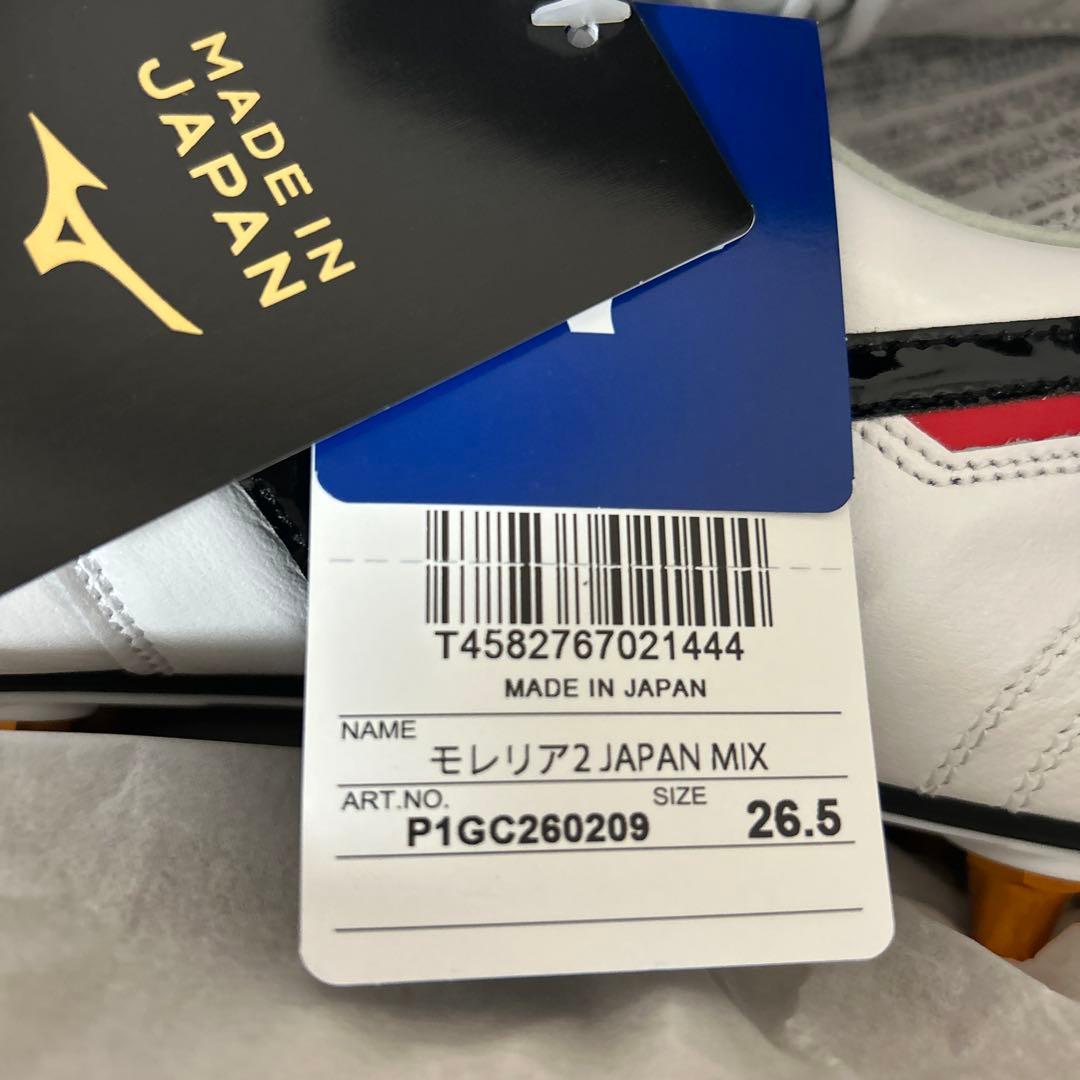 MADE IN
JAPAN
T4582767021444
MADE IN JAPAN
NAME
モレリア2 JAPAN MIX
ART.NO.
P1GC260209
SIZE
26.5